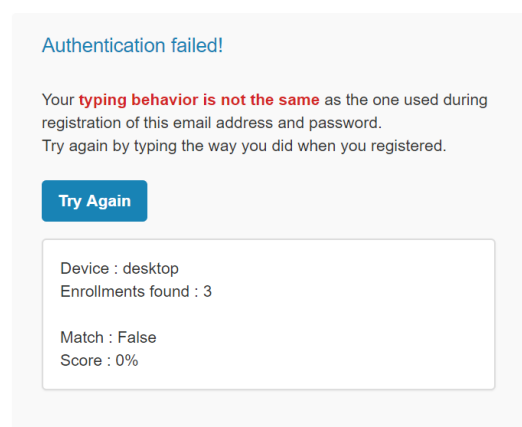 Authentication failed!
Your typing behavior is not the same as the one used during
registration of this email address and password.
Try again by typing the way you did when you registered.
Try Again
Device : desktop
Enrollments found : 3
Match : False
Score : 0%